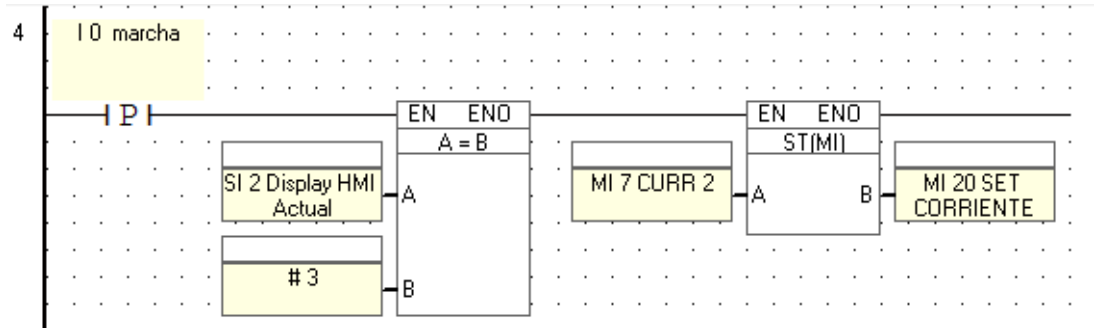 4
I 0 marcha
P
EN ENO
A = B
SI 2 Display HMI
Actual
A
# 3
B
EN ENO
ST(MI)
MI 7 CURR 2
A
B
MI 20 SET
CORRIENTE